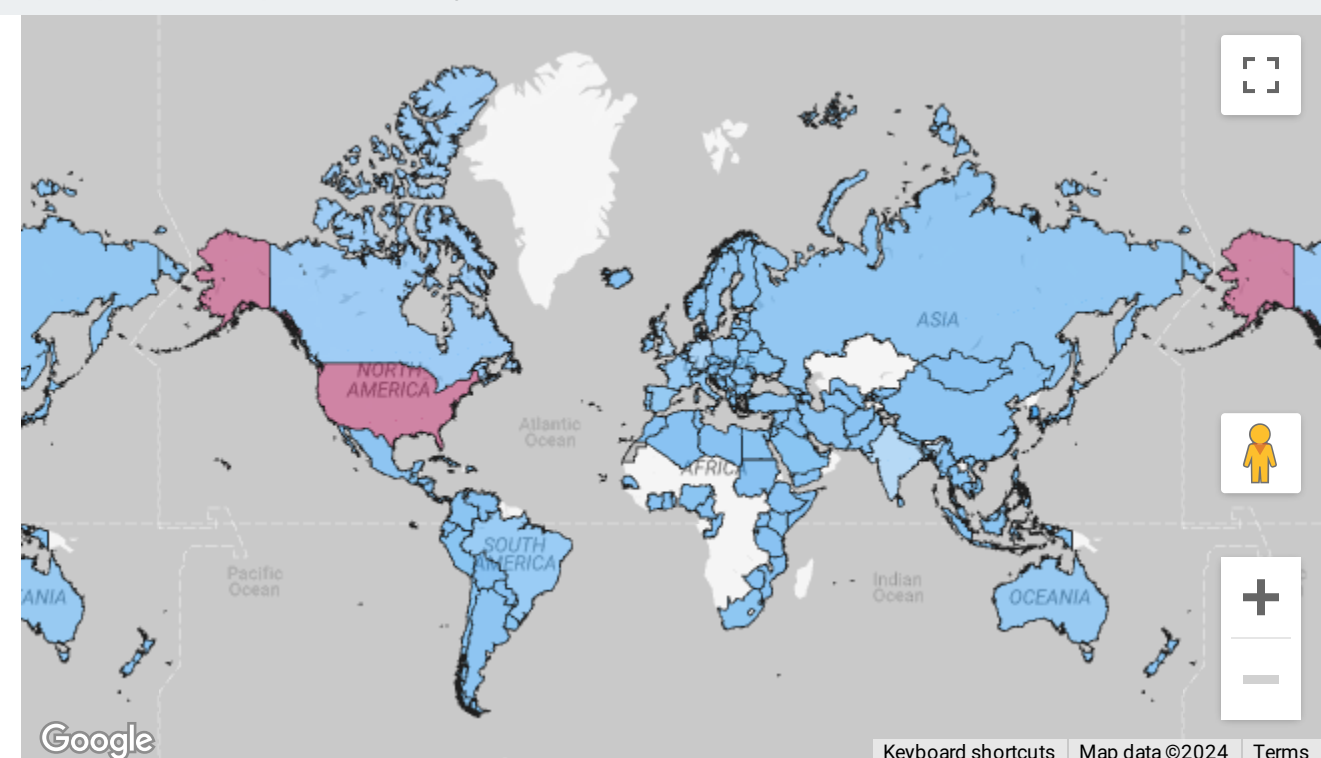 ASIA
NORTH
AMERICA
Atlantic
Ocean
AFRICA
SOUTH
AMERICA
Pacific
Ocean
Indian
Ocean
ANIA
OCEANIA
Google
Keyboard shortcuts
Map data ©2024
Terms